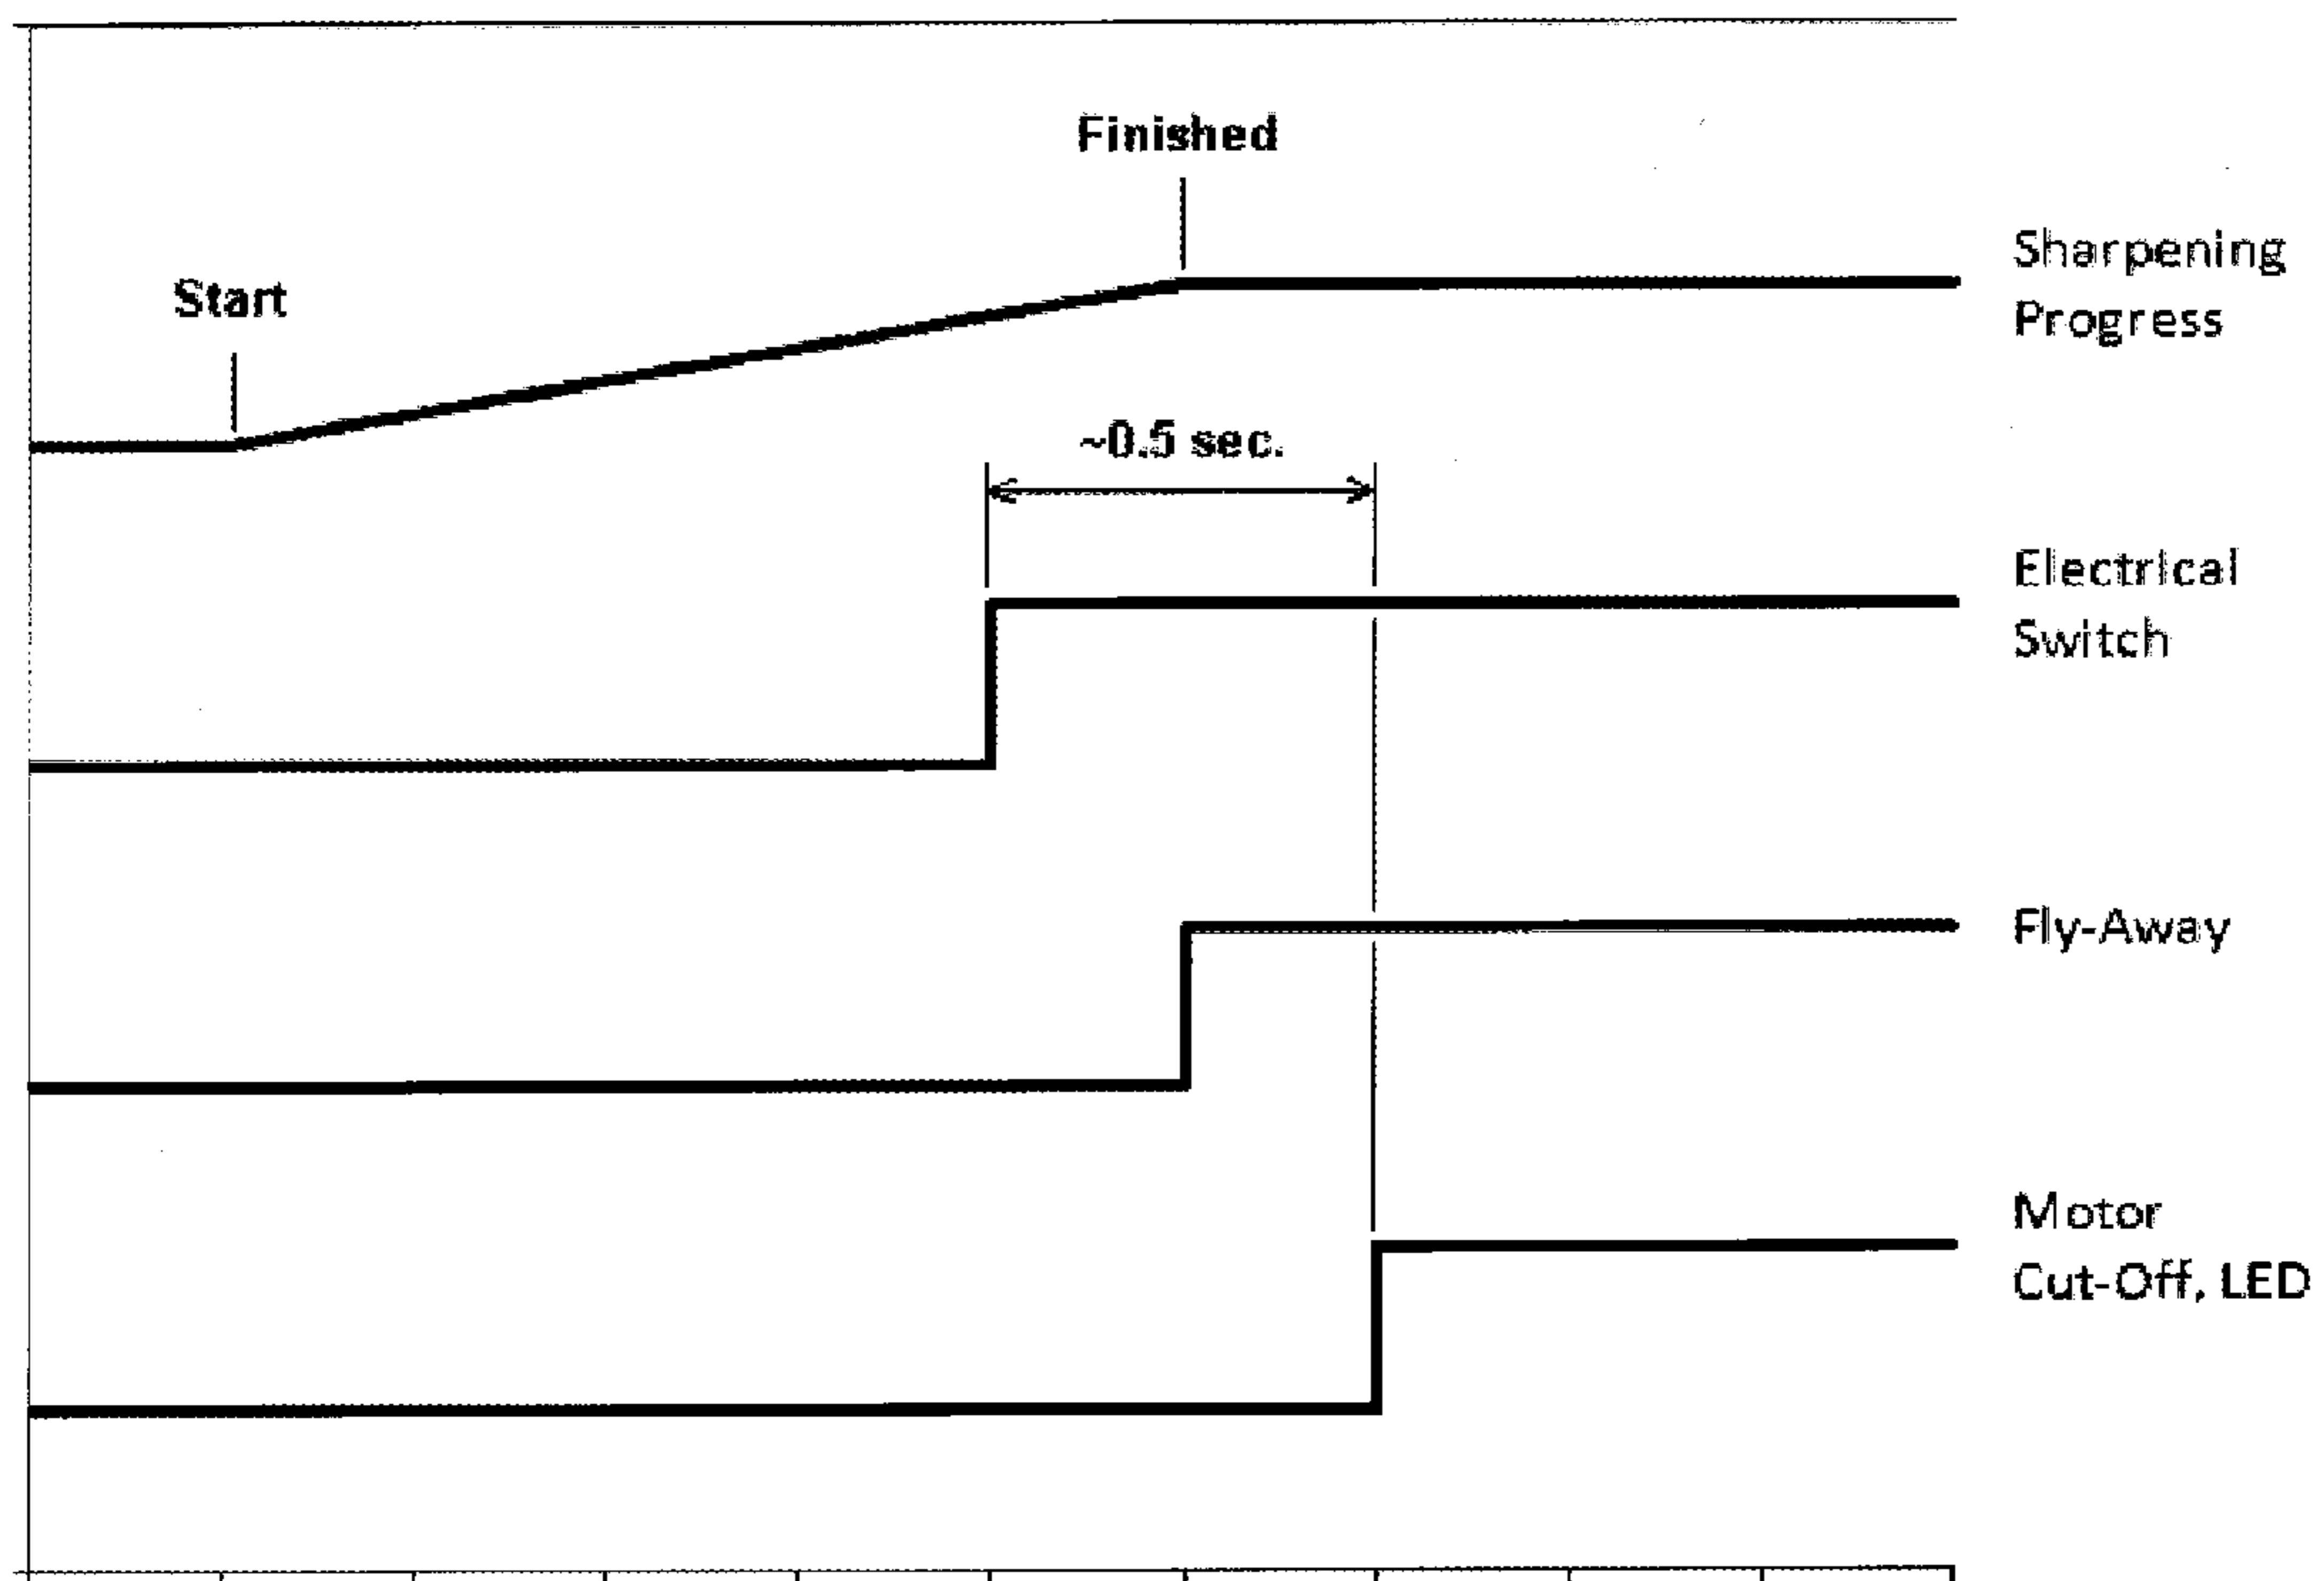 Finished
Start
Sharpening
Progress
~0.5 sec.
Electrical
Switch
Fly-Away
Motor
Cut-Off, LED